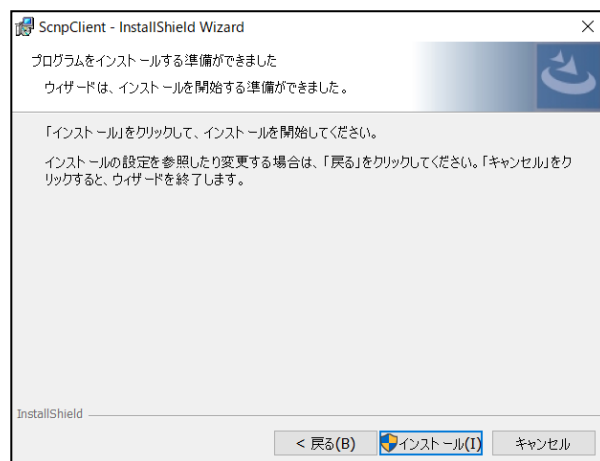 ScnpClient - InstallShield Wizard
プログラムをインストールする準備ができました
ウィザードは、インストールを開始する準備ができました。
「インストール」をクリックして、インストールを開始してください。
インストールの設定を参照したり変更する場合は、「戻る」をクリックしてください。「キャンセル」をク
リックすると、ウィザードを終了します。
InstallShield
< 戻る(B)
インストール(I)
キャンセル